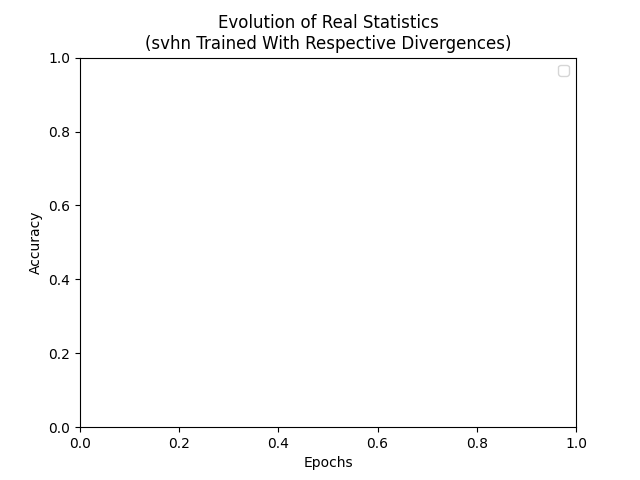 Evolution of Real Statistics
(svhn Trained With Respective Divergences)
1.0
0.8
0.6
0.4
0.2
0.0
Accuracy
0.0 0.2 0.4 0.6 0.8 1.0
Epochs